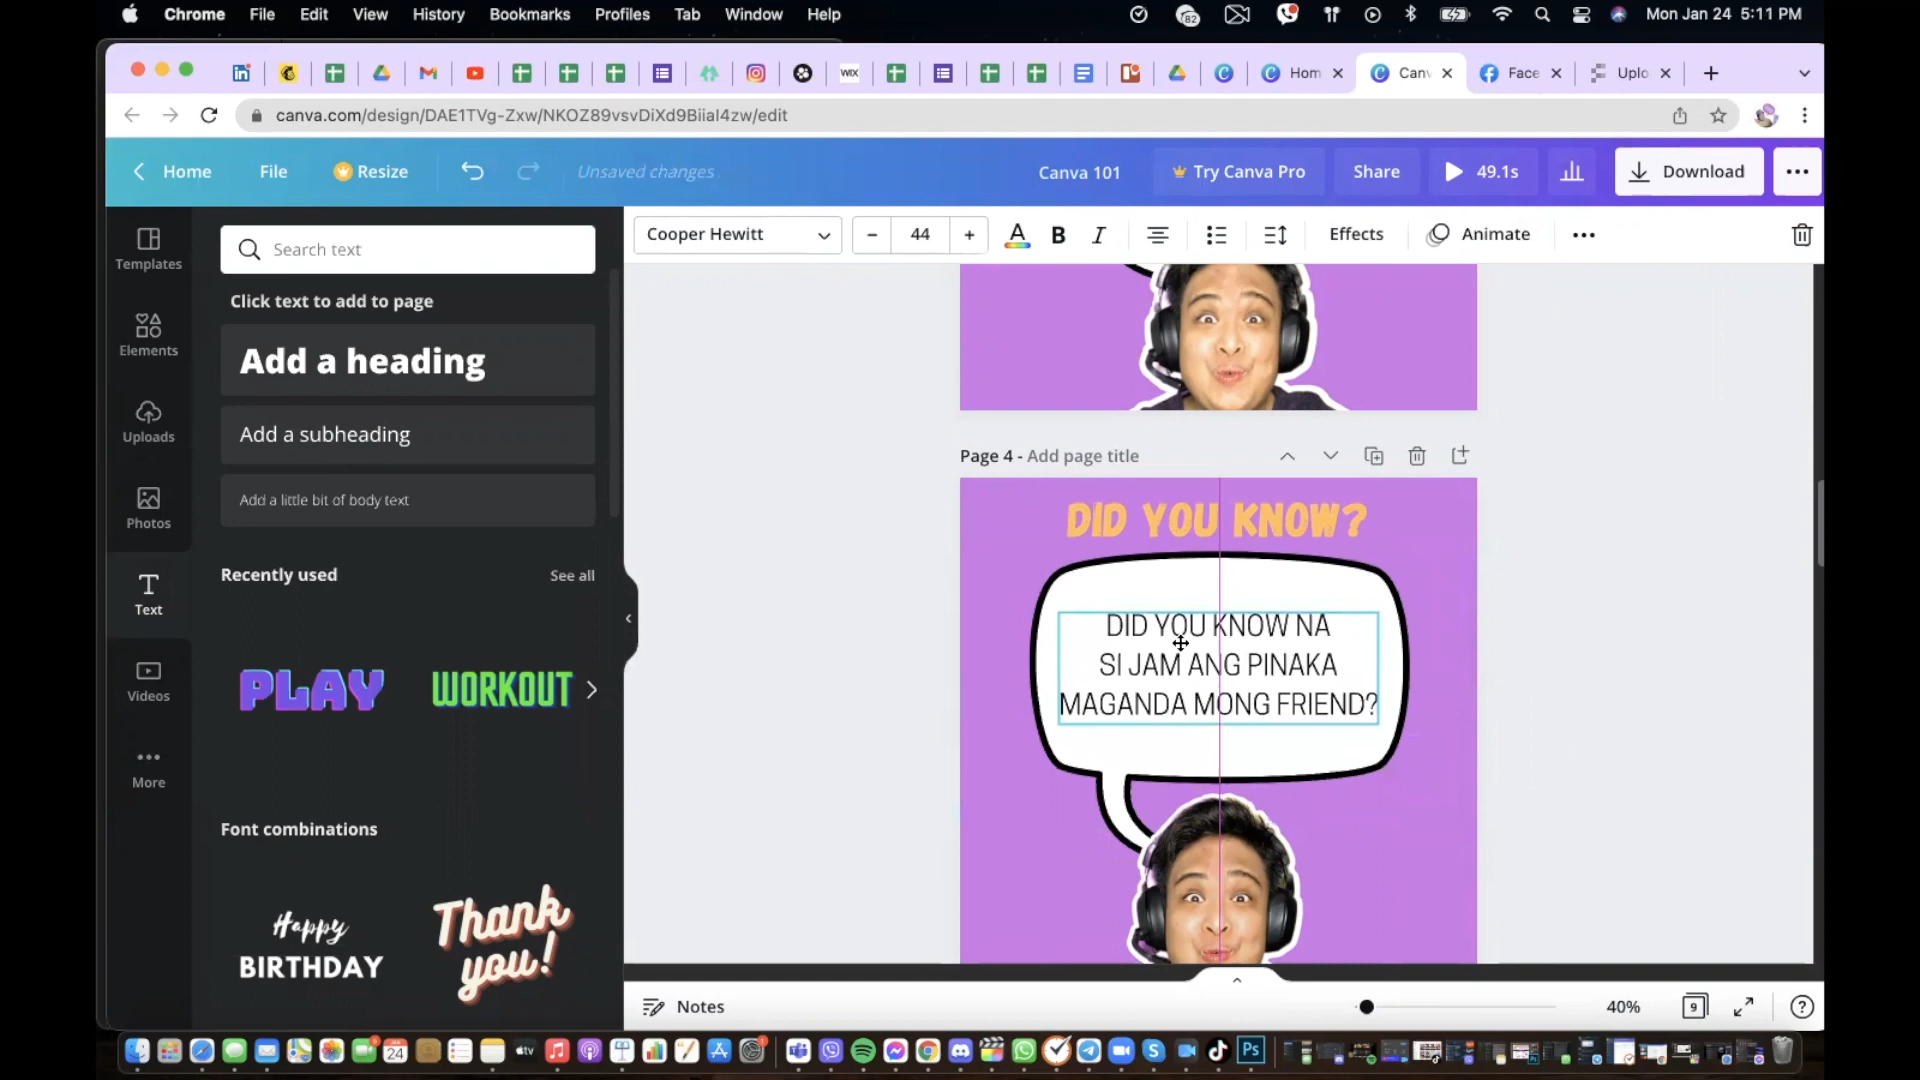 Chrome File Edit View History Bookmarks Profiles Tab Window Help
Mon Jan 24 5:11 PM
Hom Canv Face Uplo
canva.com/design/DAE1TVg-Zxw/NKOZ89vsvDiXd9BiiaI4zw/edit
Home File Resize Unsaved changes Canva 101 Try Canva Pro Share 49.1s Download
Cooper Hewitt 44 A B I Effects Animate
Templates
Elements
Uploads
Photos
Text
Videos
More
Search text
Click text to add to page
Add a heading
Add a subheading
Add a little bit of body text
Recently used See all
PLAY WORKOUT
Font combinations
Happy
BIRTHDAY
Thank
you!
Page 4 - Add page title
DID YOU KNOW?
DID YOU KNOW NA
SI JAM ANG PINAKA
MAGANDA MONG FRIEND?
Notes 40% 9